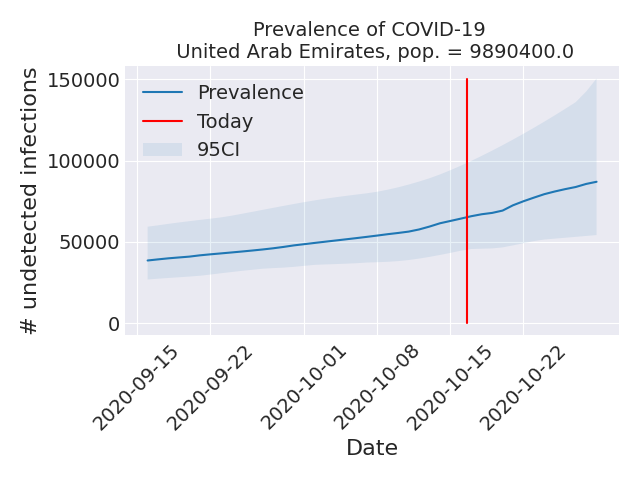 Prevalence of COVID-19
United Arab Emirates, pop. = 9890400.0
# undetected infections
150000
100000
50000
0
Prevalence
Today
95CI
2020-09-15
2020-09-22
2020-10-01
2020-10-08
2020-10-15
2020-10-22
Date